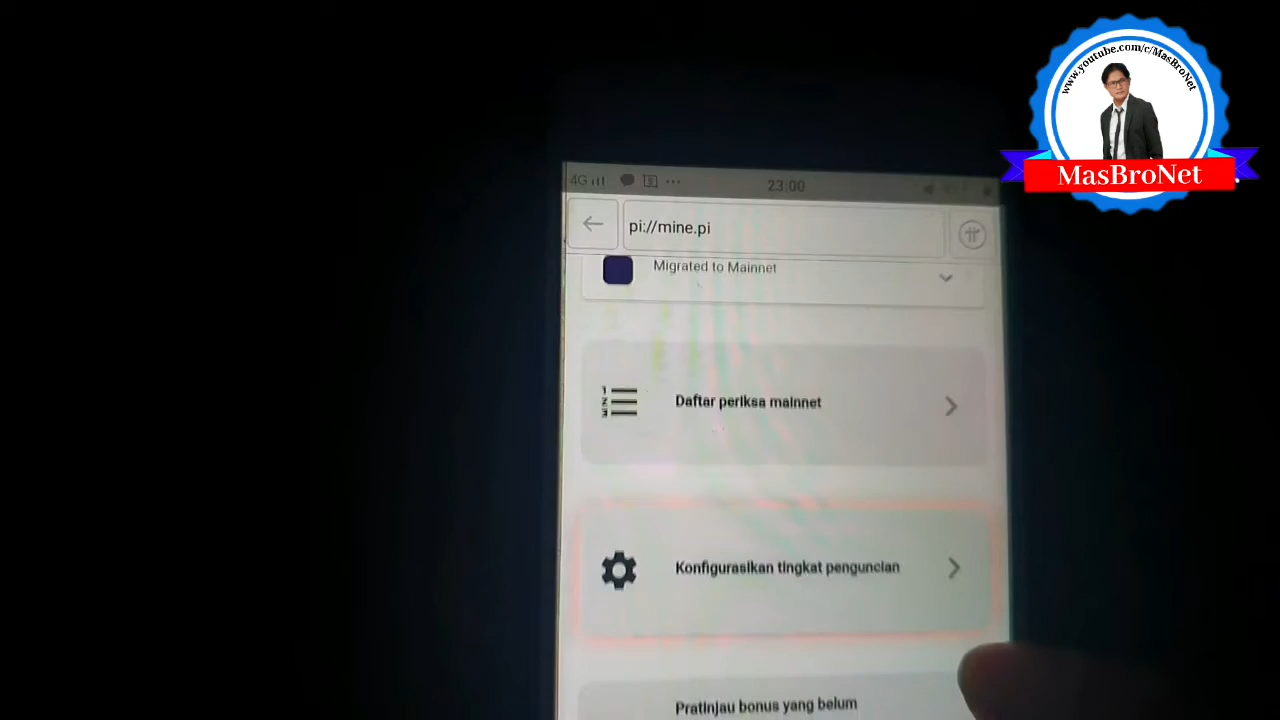 www.youtube.com/c/MasBroNet
MasBroNet
4G
23:00
pi://mine.pi
Migrated to Mainnet
Daftar periksa mainnet
Konfigurasikan tingkat penguncian
Pratinjau bonus yang belum